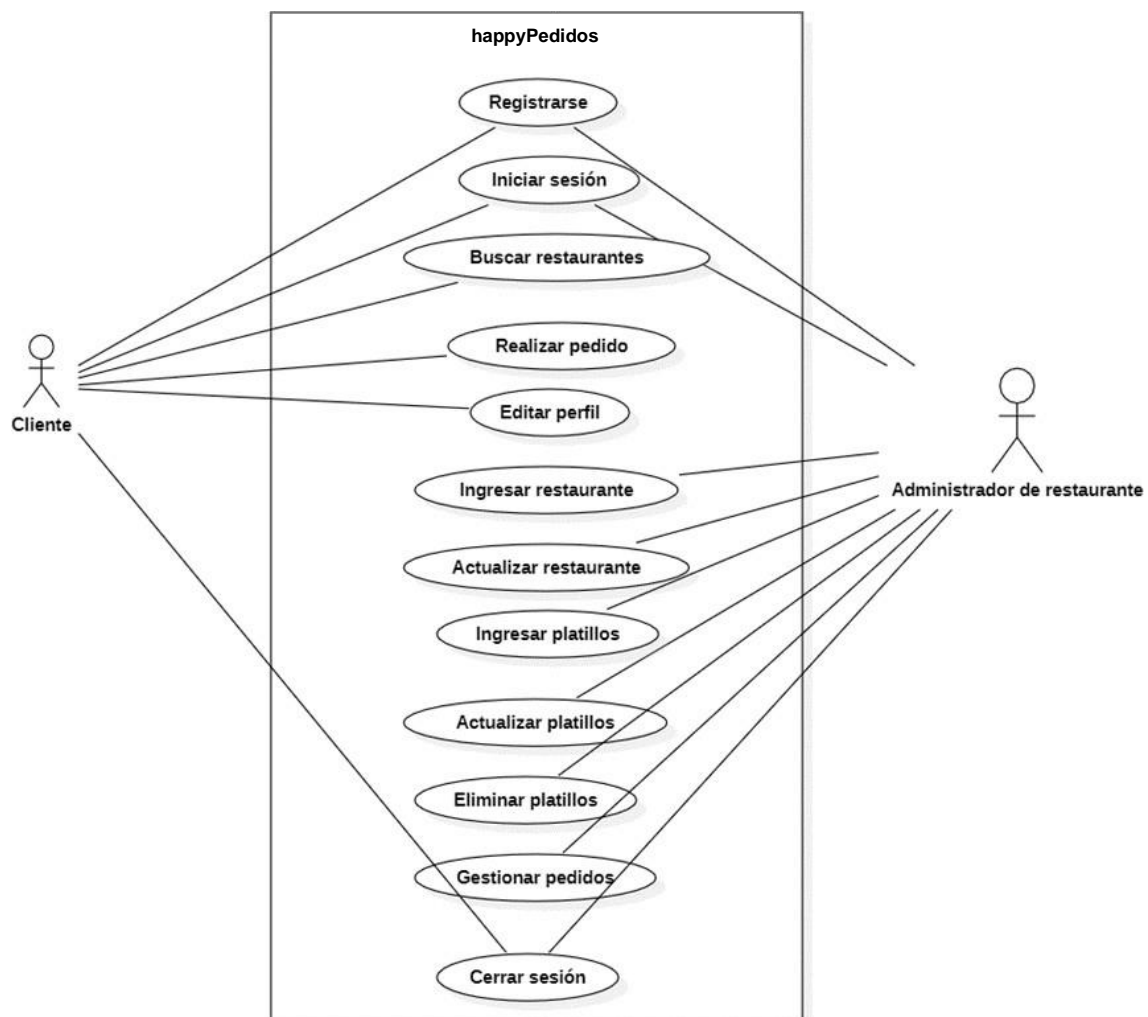 happyPedidos
Registrarse
Iniciar sesión
Buscar restaurantes
Realizar pedido
Editar perfil
Cliente
Ingresar restaurante
Administrador de restaurante
Actualizar restaurante
Ingresar platillos
Actualizar platillos
Eliminar platillos
Gestionar pedidos
Cerrar sesión